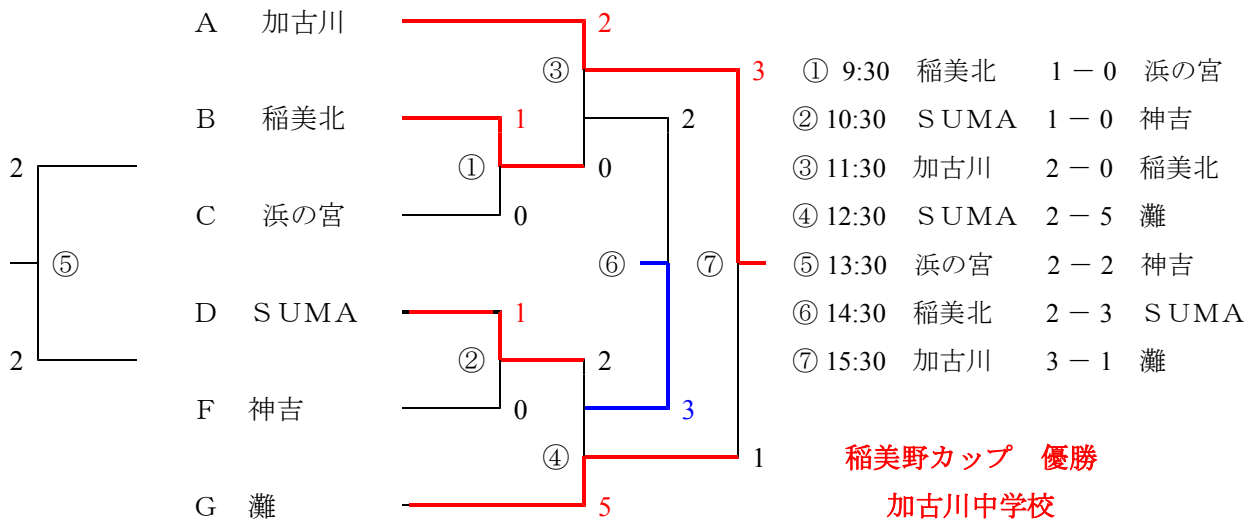 A 加古川
2
③
3
B 稲美北
1
2
2
①
0
C 浜の宮
0
⑤
⑥
⑦
D SUMA
1
2
②
2
F 神吉
0
3
④
1
G 灘
5
① 9:30 稲美北 1－0 浜の宮
② 10:30 SUMA 1－0 神吉
③ 11:30 加古川 2－0 稲美北
④ 12:30 SUMA 2－5 灘
⑤ 13:30 浜の宮 2－2 神吉
⑥ 14:30 稲美北 2－3 SUMA
⑦ 15:30 加古川 3－1 灘
稲美野カップ 優勝
加古川中学校